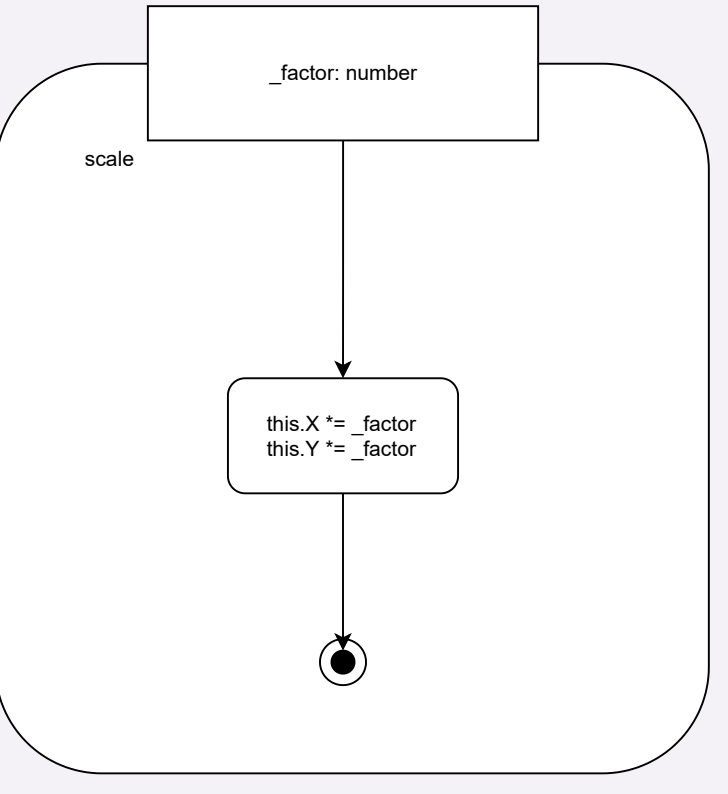 _factor: number
scale
this.X *= _factor
this.Y *= _factor